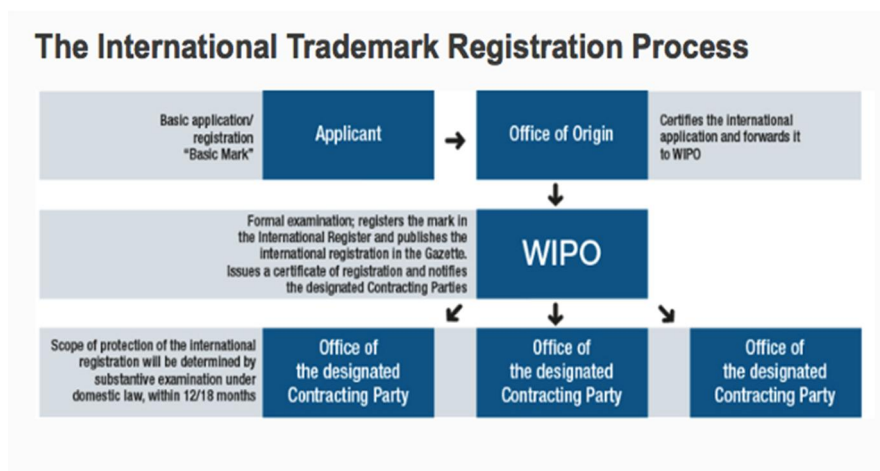 The International Trademark Registration Process
Basic application/
registration
"Basic Mark"
Applicant
Office of Origin
Certifies the international
application and forwards it
to WIPO
Formal examination; registers the mark in
the International Register and publishes the
international registration in the Gazette.
Issues a certificate of registration and notifies
the designated Contracting Parties
WIPO
Scope of protection of the international
registration will be determined by
substantive examination under
domestic law, within 12/18 months
Office of
the designated
Contracting Party
Office of
the designated
Contracting Party
Office of
the designated
Contracting Party